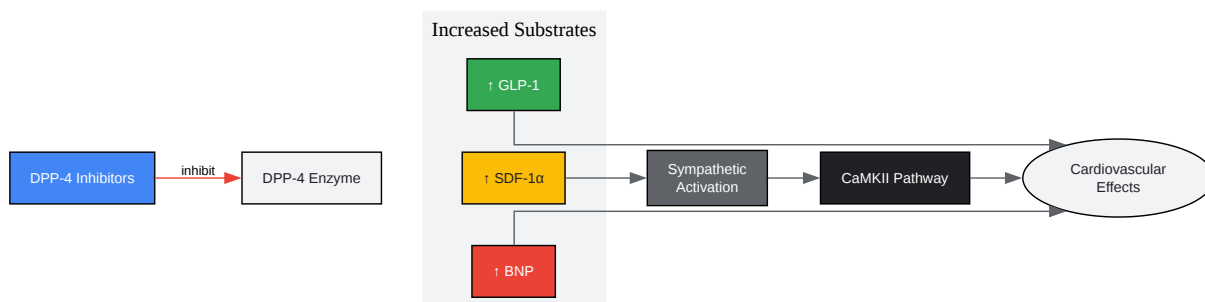 Increased Substrates
↑ GLP-1
DPP-4 Inhibitors
inhibit
DPP-4 Enzyme
↑ SDF-1α
Sympathetic
Activation
CaMKII Pathway
Cardiovascular
Effects
↑ BNP